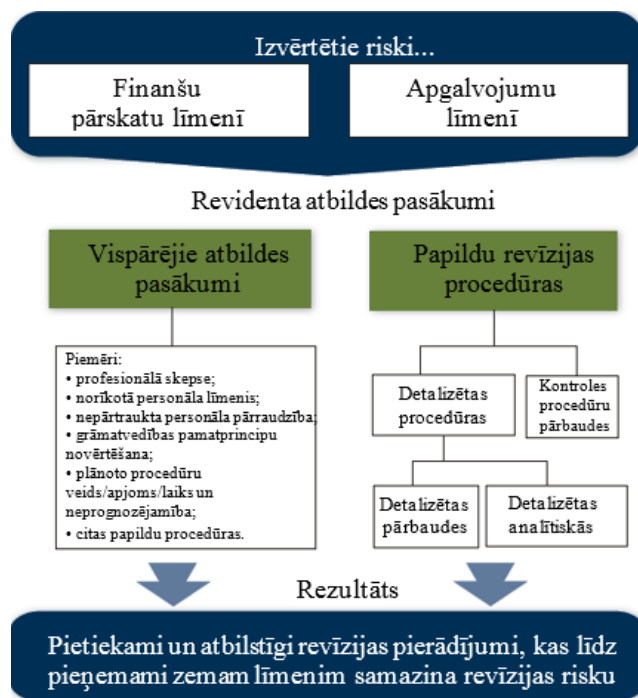 Izvērtētie riski...
Finanšu
pārskatu līmenī
Apgalvojumu
līmenī
Revidenta atbildes pasākumi
Vispārējie atbildes
pasākumi
Papildu revīzijas
procedūras
Piemēri:
• profesionālā skepse;
• norīkotā personāla līmenis;
• nepārtraukta personāla pārraudzība;
• grāmatvedības pamatprincipu
novērtēšana;
• plānoto procedūru
veids/apjoms/laiks un
neprognozējamība;
• citas papildu procedūras.
Detalizētas
procedūras
Kontroles
procedūru
pārbaudes
Detalizētas
pārbaudes
Detalizētas
analītiskās
Rezultāts
Pietiekami un atbilstīgi revīzijas pierādījumi, kas līdz
pieņemami zemam līmenim samazina revīzijas risku